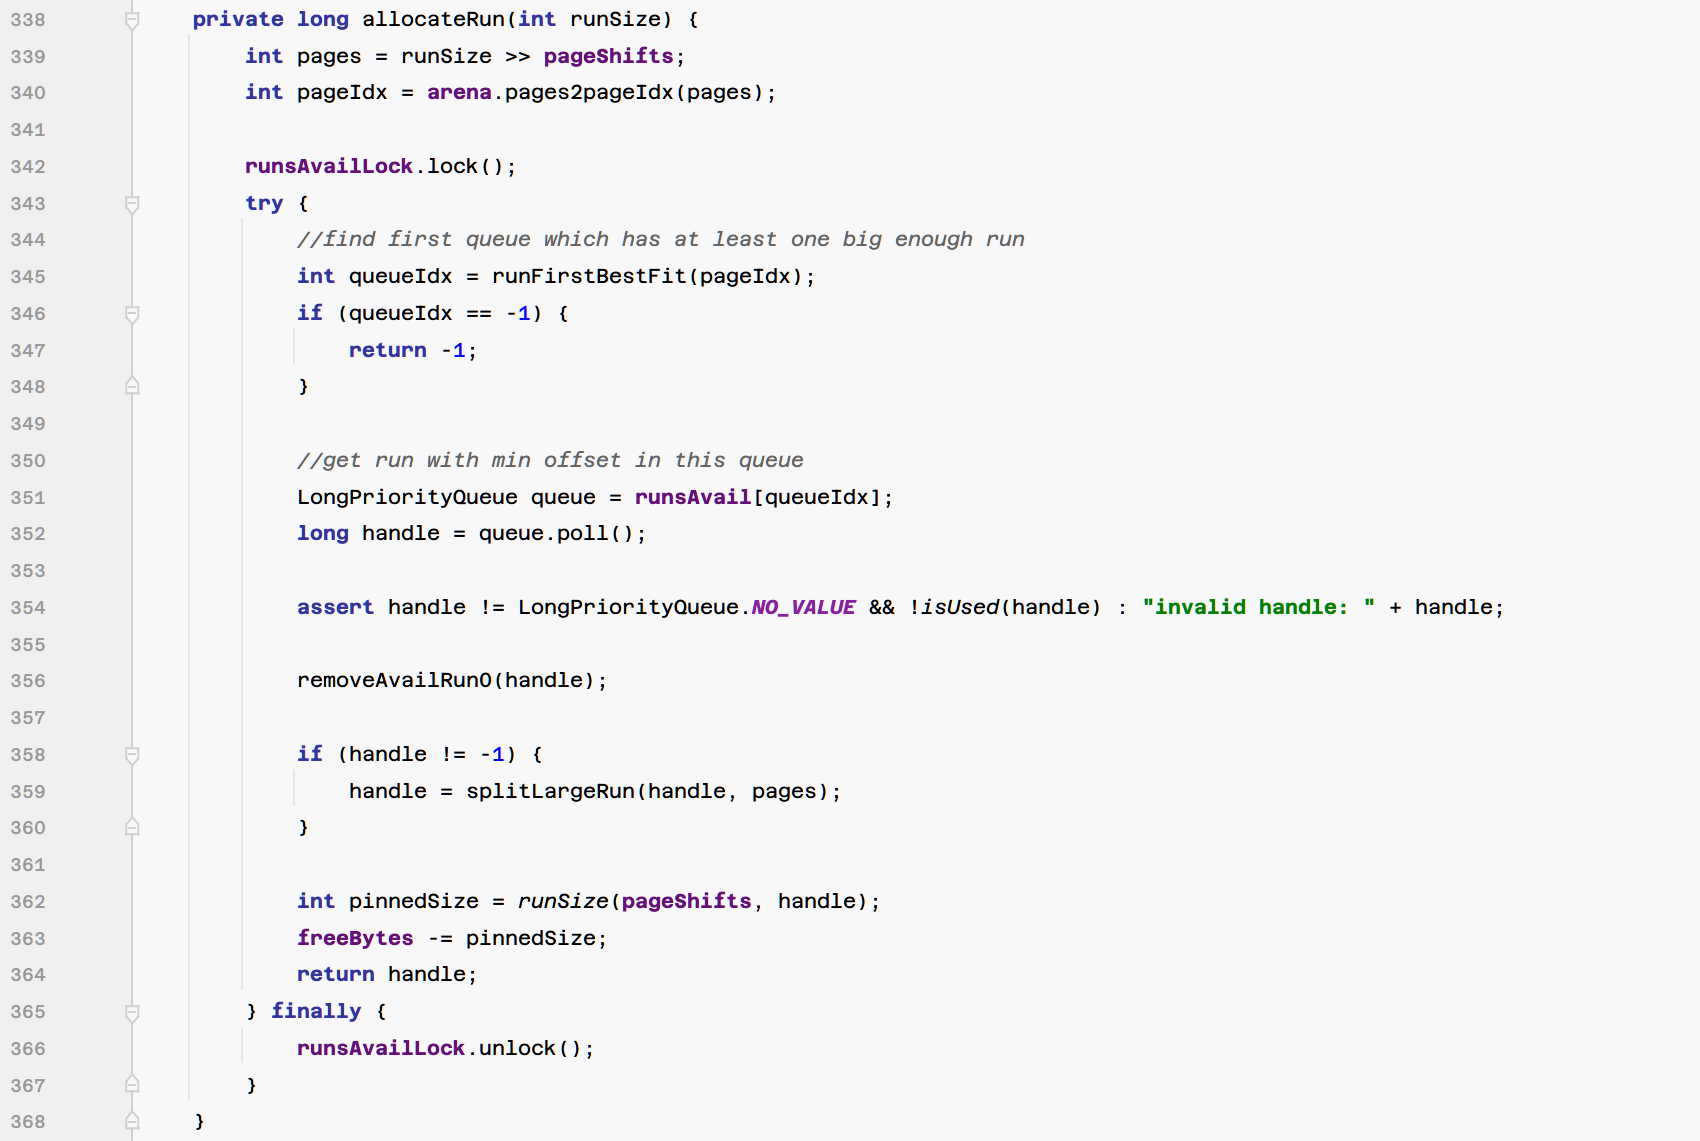 338 private long allocateRun(int runSize) {
339 int pages = runSize >> pageShifts;
340 int pageIdx = arena.pages2pageIdx(pages);
341
342 runsAvailLock.lock();
343 try {
344 //find first queue which has at least one big enough run
345 int queueIdx = runFirstBestFit(pageIdx);
346 if (queueIdx == -1) {
347 return -1;
348 }
349
350 //get run with min offset in this queue
351 LongPriorityQueue queue = runsAvail[queueIdx];
352 long handle = queue.poll();
353
354 assert handle != LongPriorityQueue.NO_VALUE && !isUsed(handle) : "invalid handle: " + handle;
355
356 removeAvailRun0(handle);
357
358 if (handle != -1) {
359 handle = splitLargeRun(handle, pages);
360 }
361
362 int pinnedSize = runSize(pageShifts, handle);
363 freeBytes -= pinnedSize;
364 return handle;
365 } finally {
366 runsAvailLock.unlock();
367 }
368 }